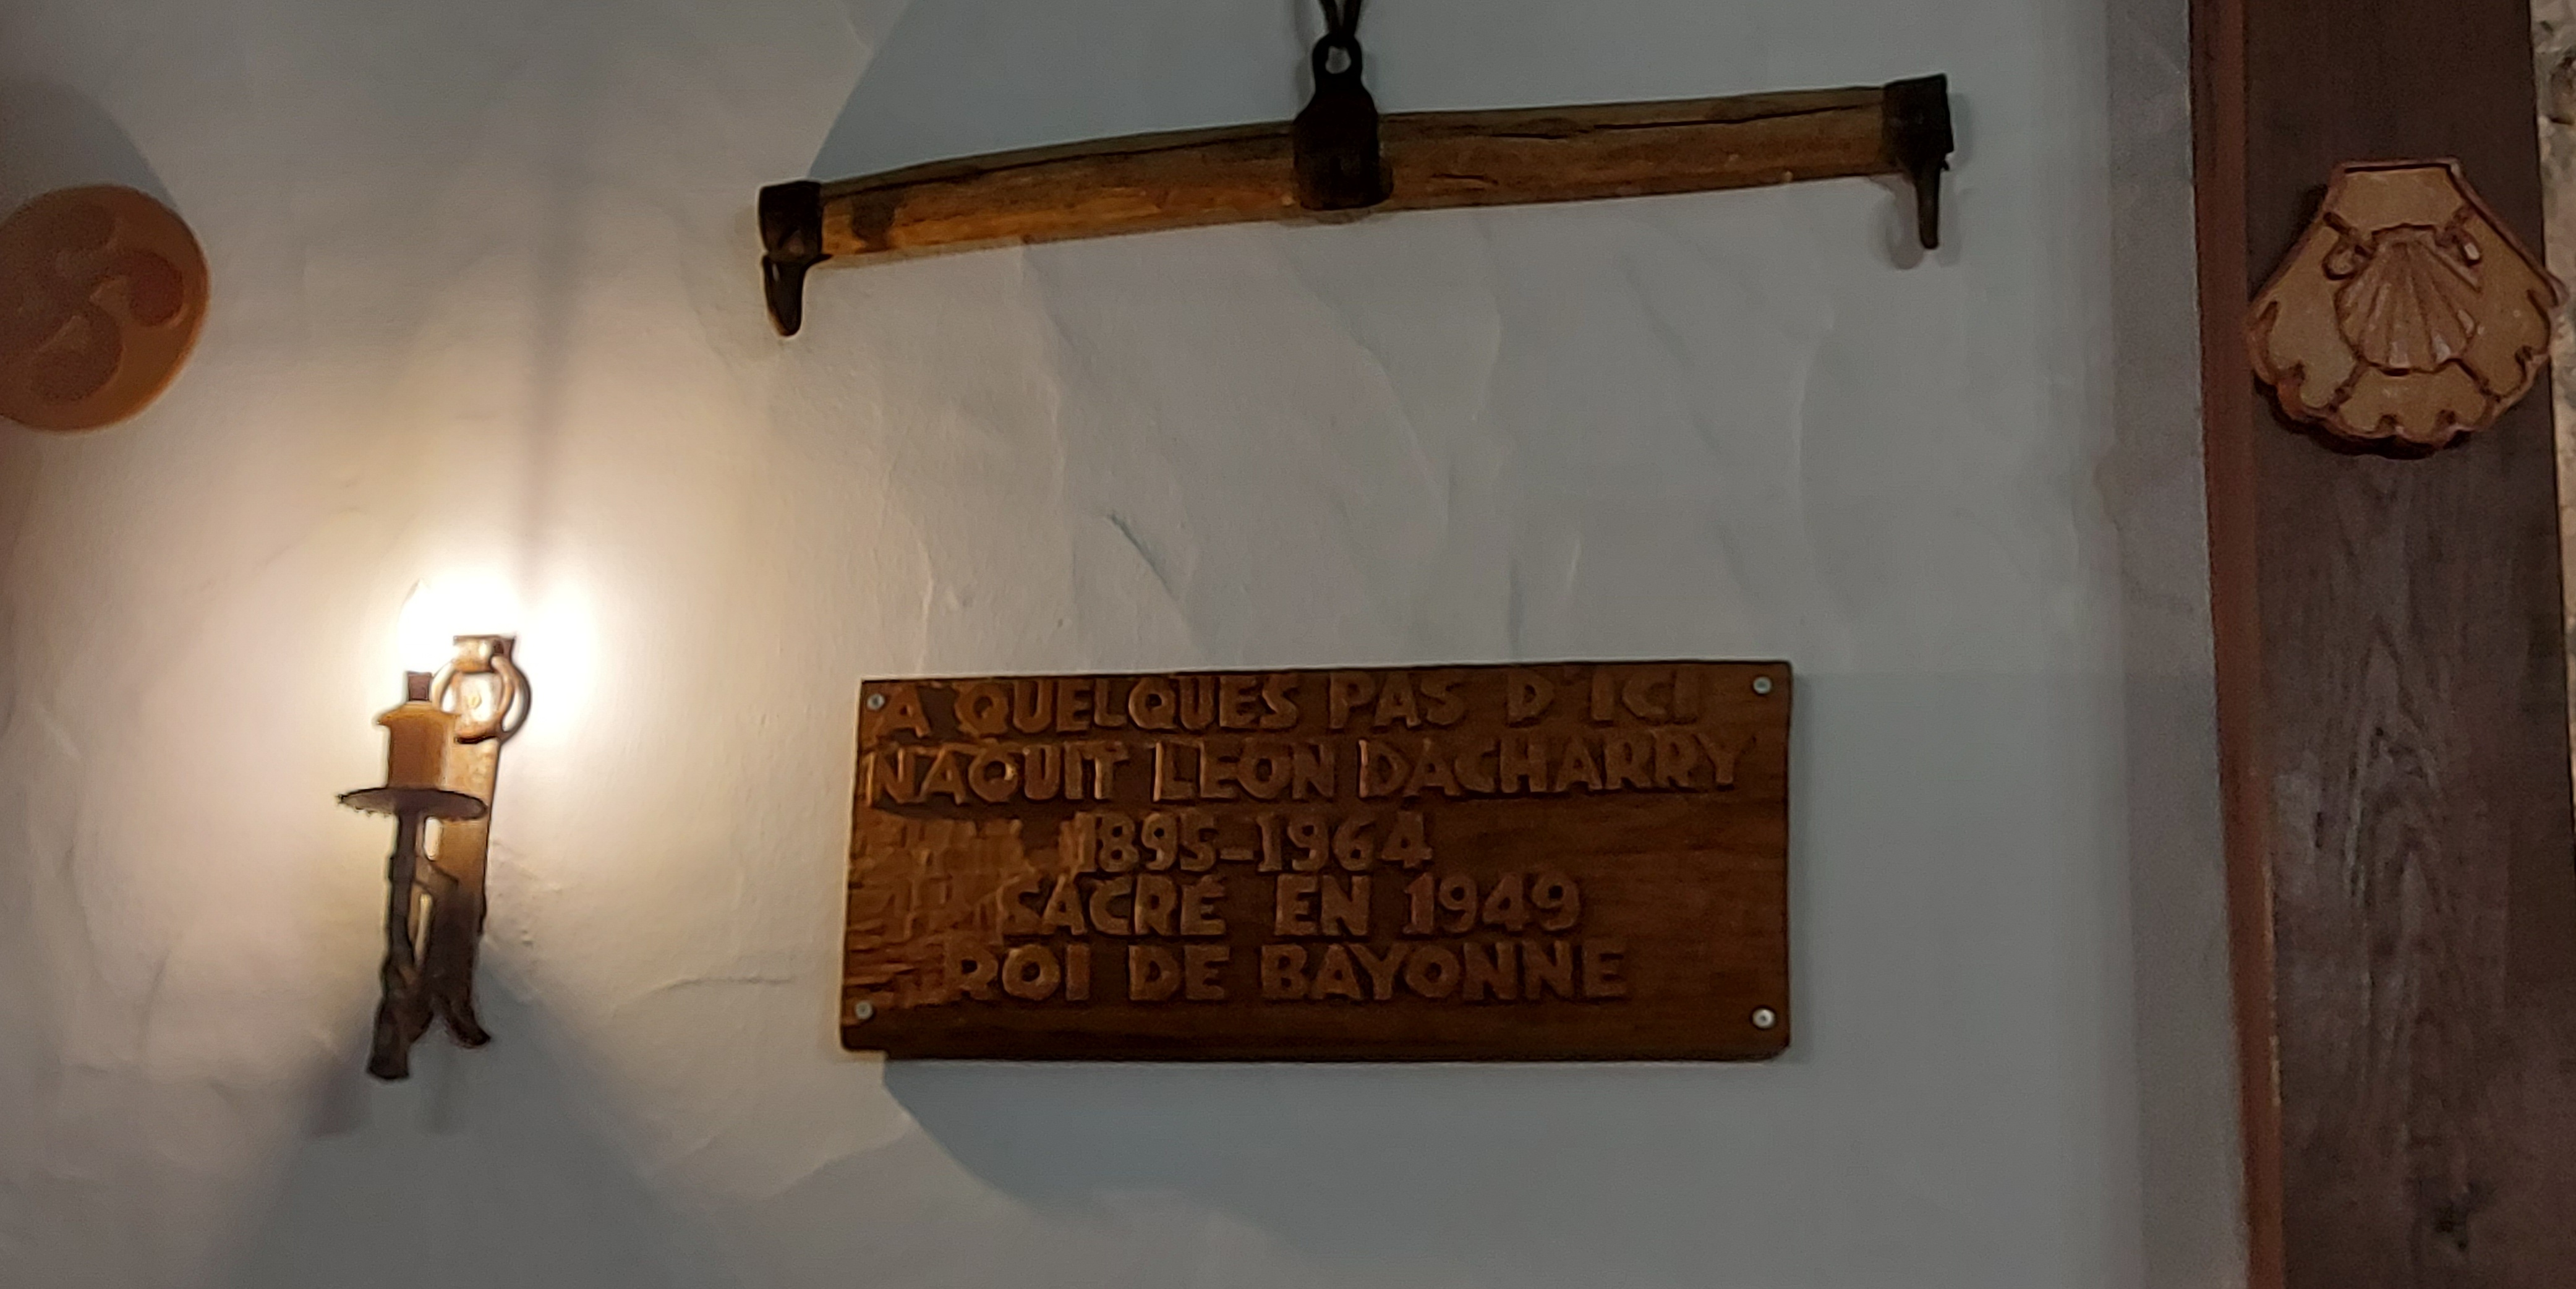 A QUELQUES PAS D'ICI
NAQUIT LEON DACHARRY
1895-1964
SACRÉ EN 1949
ROI DE BAYONNE